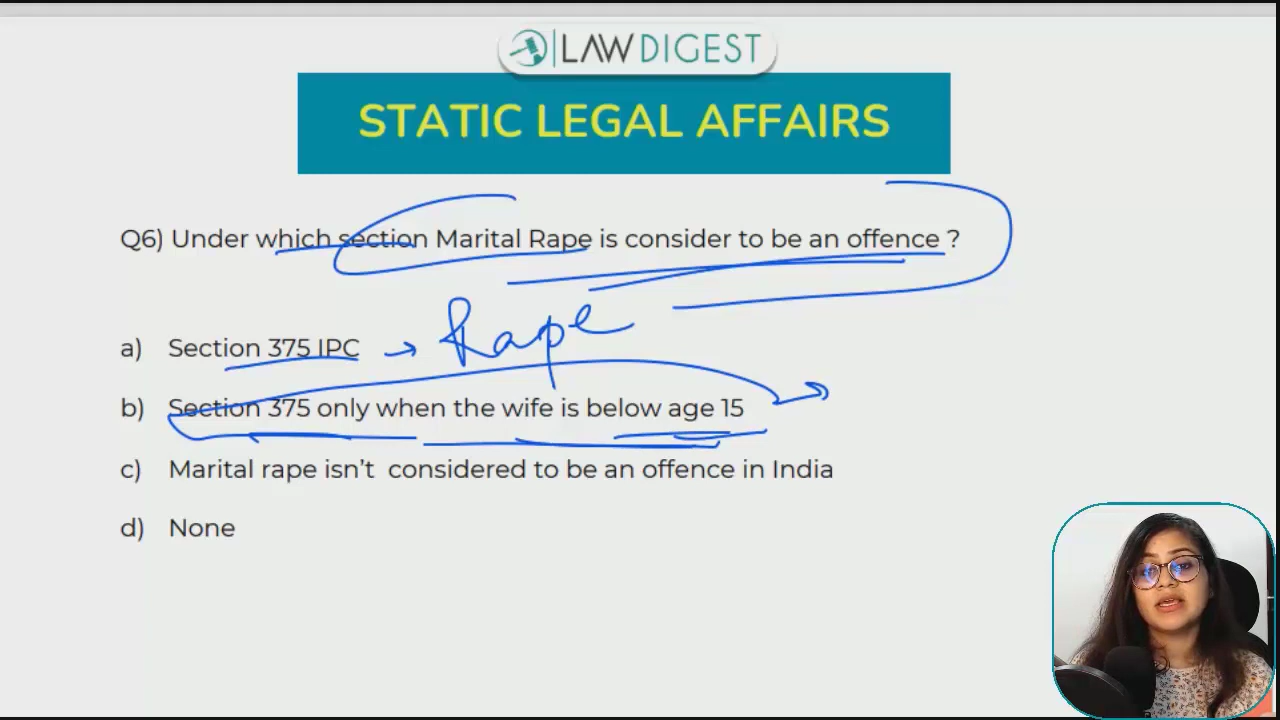 LAWDIGEST
STATIC LEGAL AFFAIRS
Q6) Under which section Marital Rape is consider to be an offence ?
Rape
a) Section 375 IPC
b) Section 375 only when the wife is below age 15
c) Marital rape isn't considered to be an offence in India
d) None